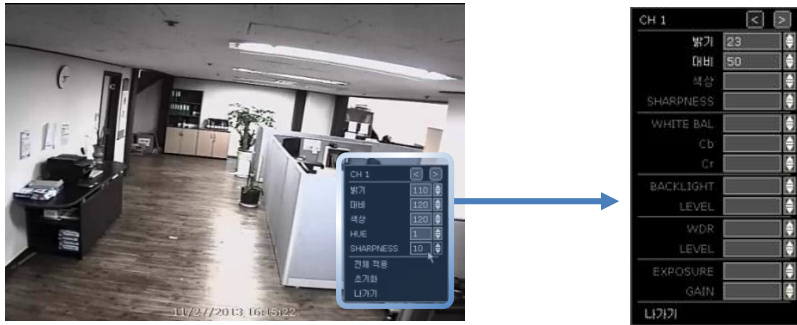 CH 1 < >
밝기 110
대비 120
색상 120
HUE 1
SHARPNESS 10
전체 적용
초기화
나가기
11/27/2013 16:15:22
CH 1 < >
밝기 23
대비 50
색상
SHARPNESS
WHITE BAL
Cb
Cr
BACKLIGHT
LEVEL
WDR
LEVEL
EXPOSURE
GAIN
나가기